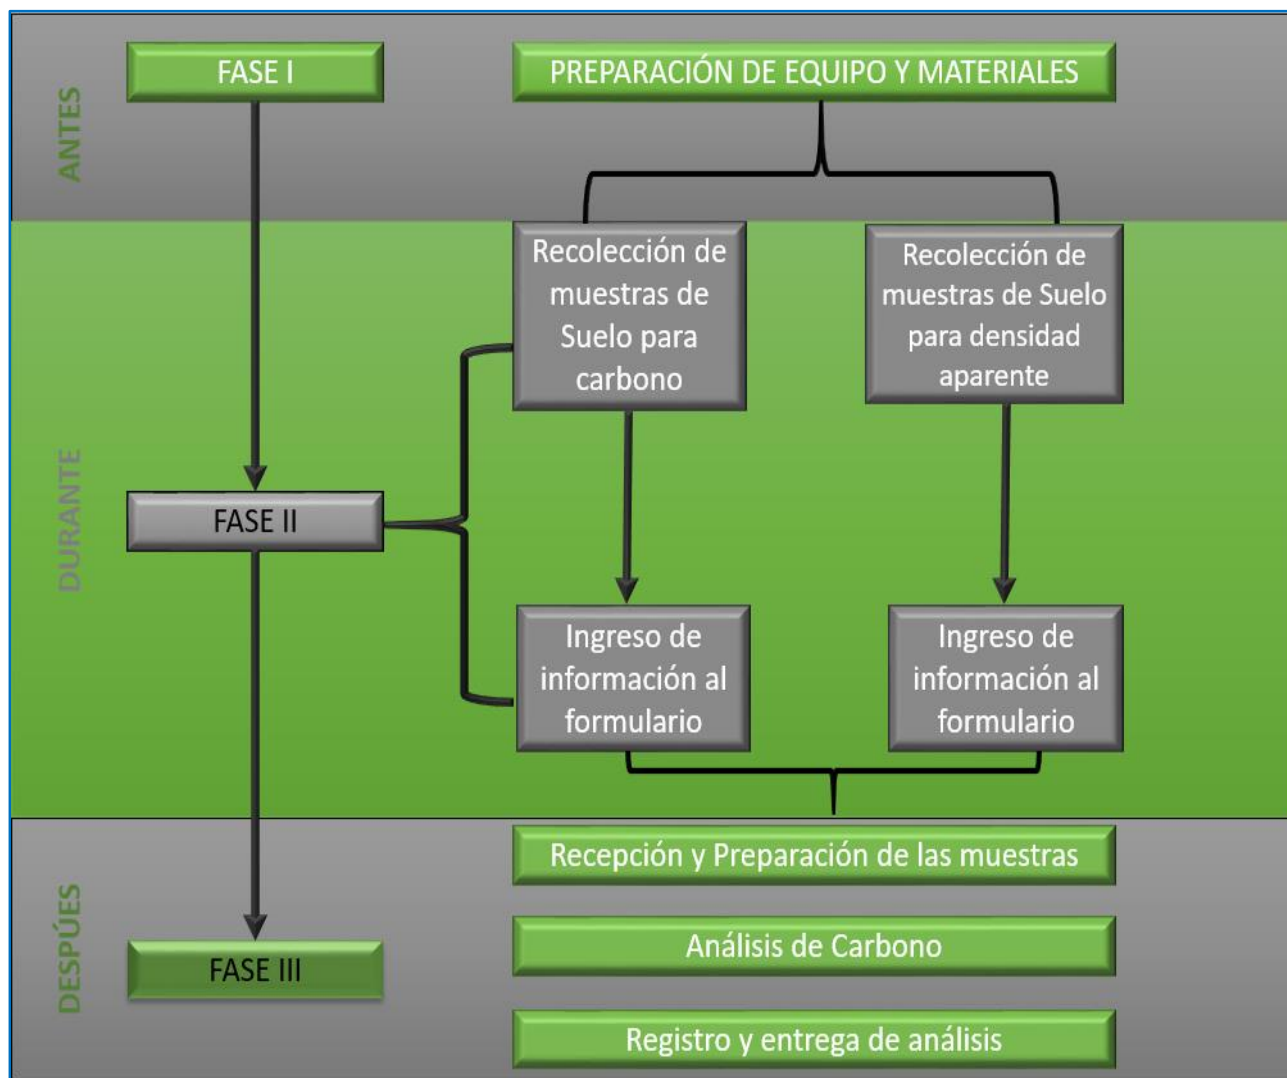 ANTES
FASE I
PREPARACIÓN DE EQUIPO Y MATERIALES
DURANTE
Recolección de
muestras de
Suelo para
carbono
Recolección de
muestras de Suelo
para densidad
aparente
FASE II
Ingreso de
información al
formulario
Ingreso de
información al
formulario
DESPÚES
FASE III
Recepción y Preparación de las muestras
Análisis de Carbono
Registro y entrega de análisis